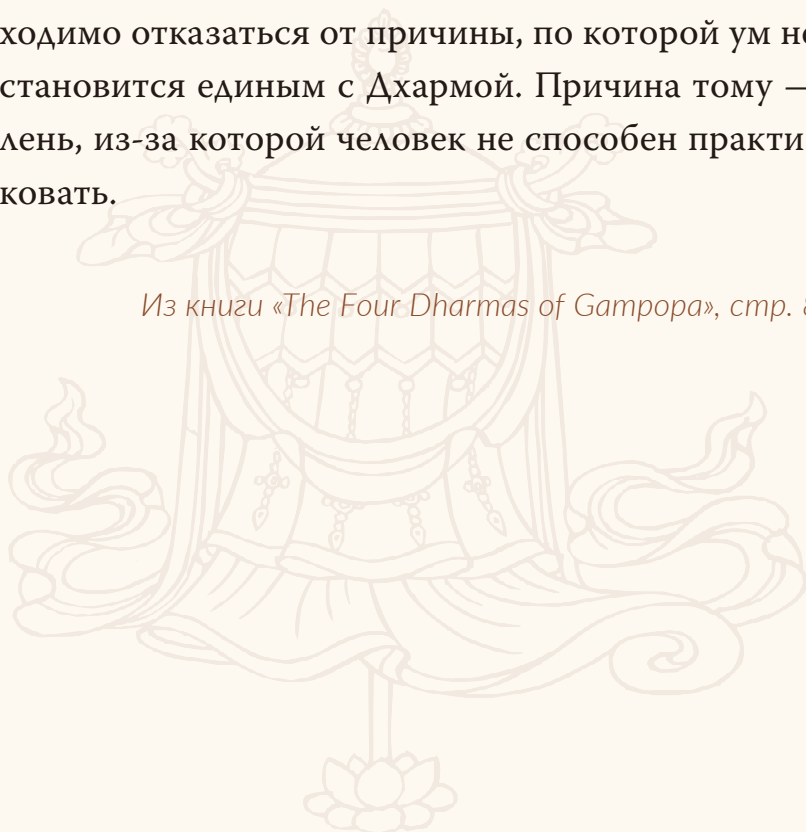 ходимо отказаться от причины, по которой ум не
становится единым с Дхармой. Причина тому —
лень, из-за которой человек не способен практи
ковать.
Из книги «The Four Dharmas of Gampopa», стр.